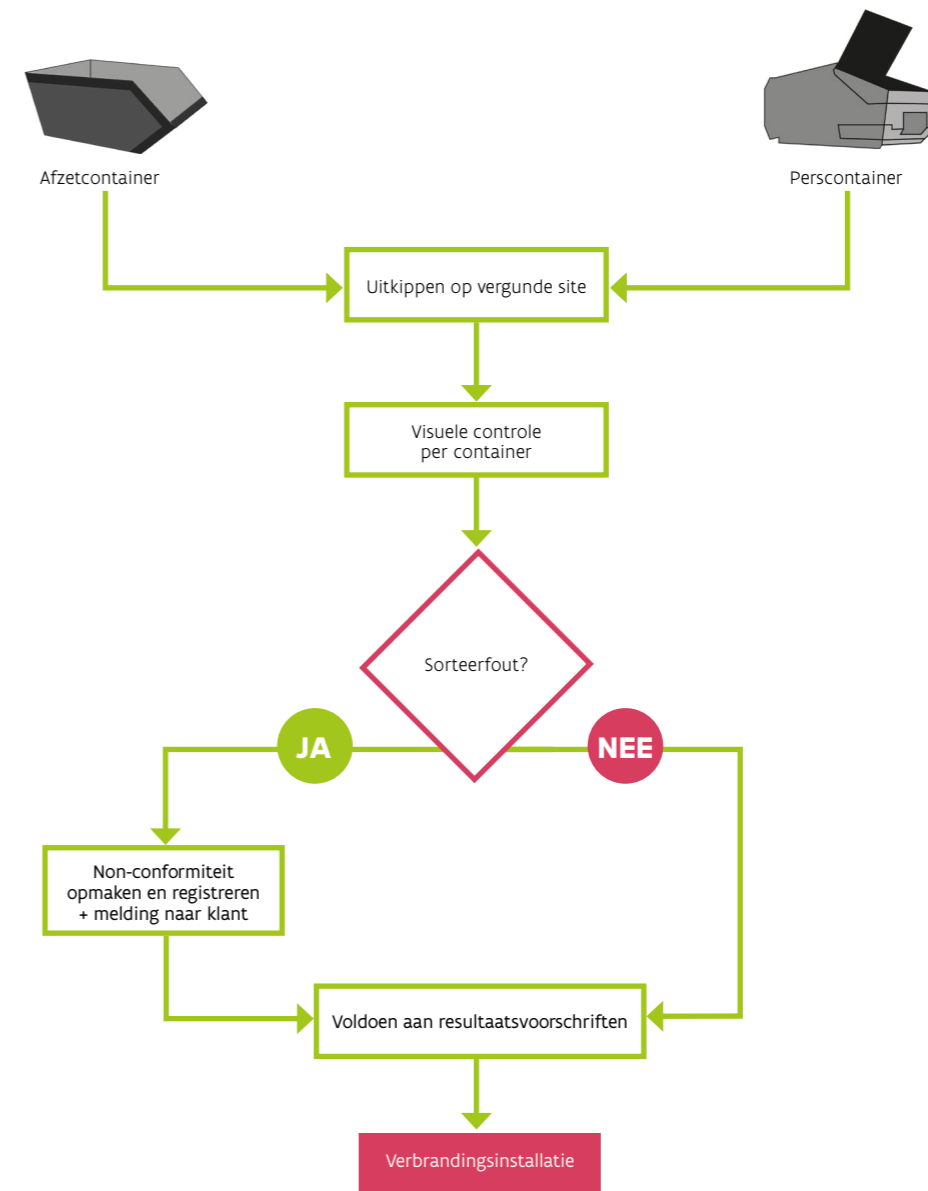 Afzetcontainer
Perscontainer
Uitkippen op vergunde site
Visuele controle
per container
Sorteerfout?
JA
NEE
Non-conformiteit
opmaken en registreren
+ melding naar klant
Voldoen aan resultaatsvoorschriften
Verbrandingsinstallatie